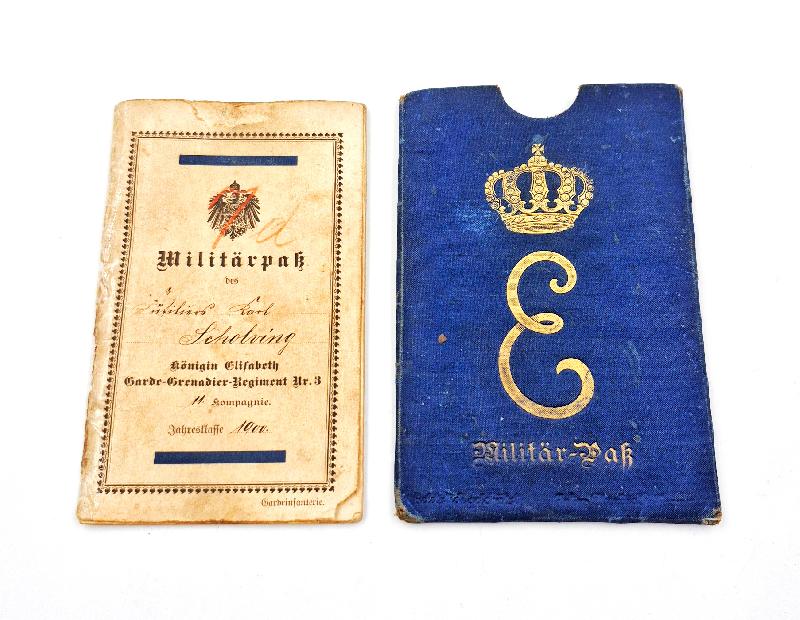 7 d
Militärpaß
des
Füsiliers Karl
Scholving
Königin Elisabeth
Garde-Grenadier-Regiment Nr. 3
11. Kompagnie.
Jahresklasse 1900.
Gardeinfanterie.
E
Militär-Paß